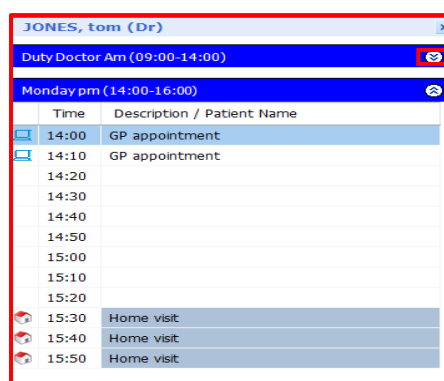 JONES, tom (Dr)
Duty Doctor Am (09:00-14:00)
Monday pm (14:00-16:00)
Time Description / Patient Name
14:00 GP appointment
14:10 GP appointment
14:20
14:30
14:40
14:50
15:00
15:10
15:20
15:30 Home visit
15:40 Home visit
15:50 Home visit